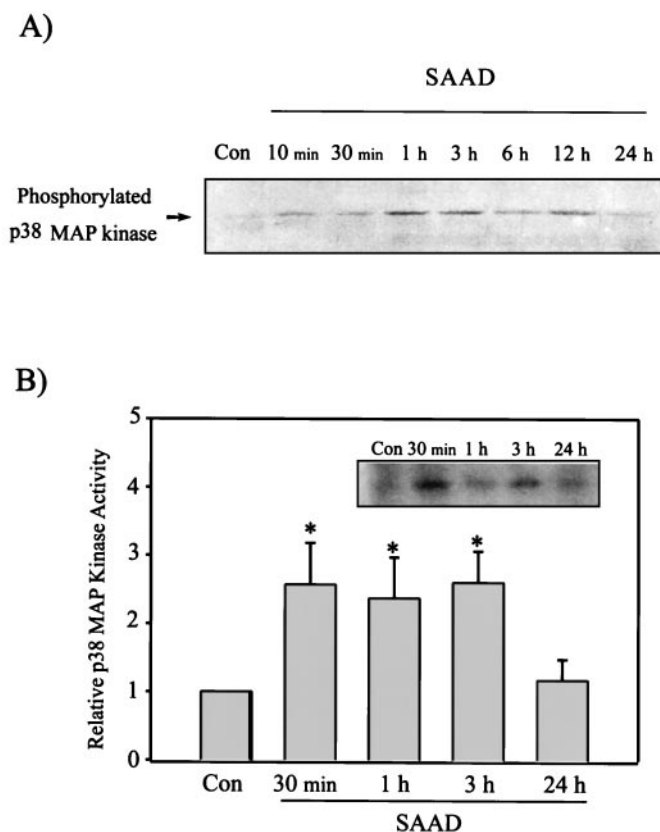 A)
SAAD
Con 10 min 30 min 1 h 3 h 6 h 12 h 24 h
Phosphorylated
p38 MAP kinase
B)
5
Con 30 min 1 h 3 h 24 h
4
* * *
3
2
1
0
Relative p38 MAP Kinase Activity
Con 30 min 1 h 3 h 24 h
SAAD